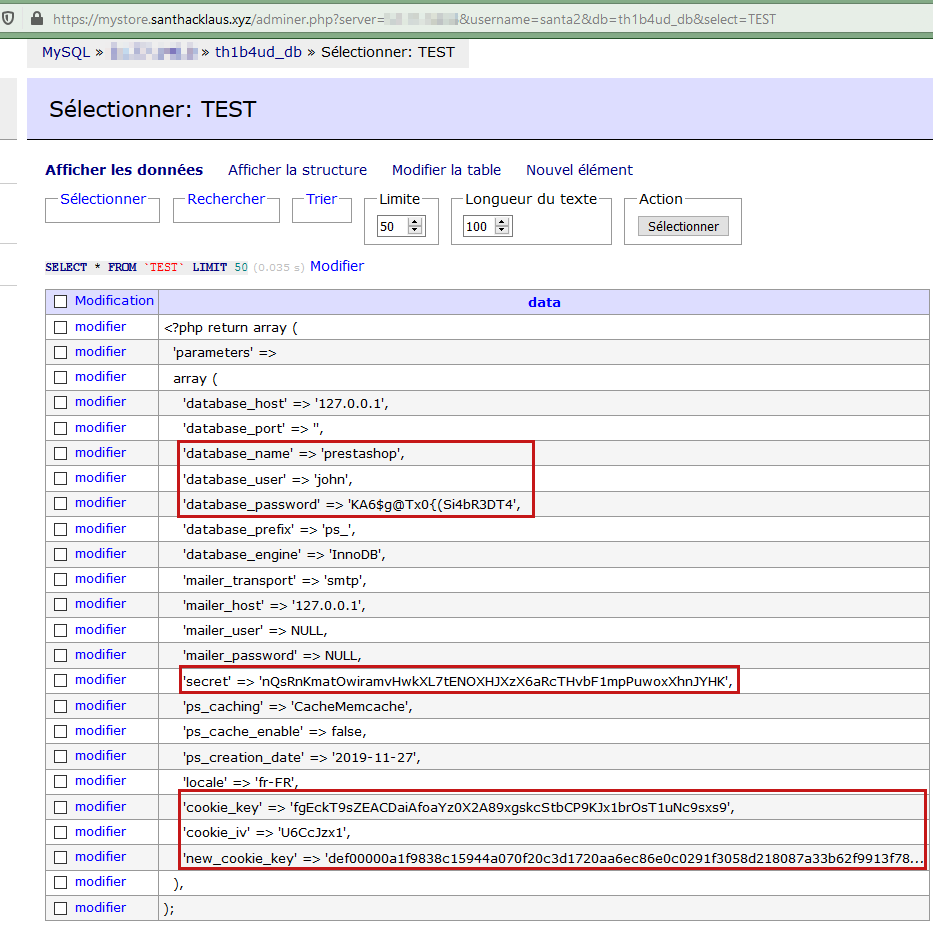 https://mystore.santhacklaus.xyz/adminer.php?server= &username=santa2&db=th1b4ud_db&select=TEST
MySQL » » th1b4ud_db » Sélectionner: TEST
Sélectionner: TEST
Afficher les données Afficher la structure Modifier la table Nouvel élément
Sélectionner Rechercher Trier Limite Longueur du texte Action
50 100 Sélectionner
SELECT * FROM `TEST` LIMIT 50 (0.035 s) Modifier
Modification data
modifier <?php return array (
modifier 'parameters' =>
modifier array (
modifier 'database_host' => '127.0.0.1',
modifier 'database_port' => '',
modifier 'database_name' => 'prestashop',
modifier 'database_user' => 'john',
modifier 'database_password' => 'KA6$g@Tx0{(Si4bR3DT4',
modifier 'database_prefix' => 'ps_',
modifier 'database_engine' => 'InnoDB',
modifier 'mailer_transport' => 'smtp',
modifier 'mailer_host' => '127.0.0.1',
modifier 'mailer_user' => NULL,
modifier 'mailer_password' => NULL,
modifier 'secret' => 'nQsRnKmatOwiramvHwkXL7tENOXHJXzX6aRcTHvbF1mpPuwoxXhnJYHK',
modifier 'ps_caching' => 'CacheMemcache',
modifier 'ps_cache_enable' => false,
modifier 'ps_creation_date' => '2019-11-27',
modifier 'locale' => 'fr-FR',
modifier 'cookie_key' => 'fgEckT9sZEACDaiAfoaYz0X2A89xgskcStbCP9KJx1brOsT1uNc9sxs9',
modifier 'cookie_iv' => 'U6CcJzx1',
modifier 'new_cookie_key' => 'def00000a1f9838c15944a070f20c3d1720aa6ec86e0c0291f3058d218087a33b62f9913f78...
modifier ),
modifier );